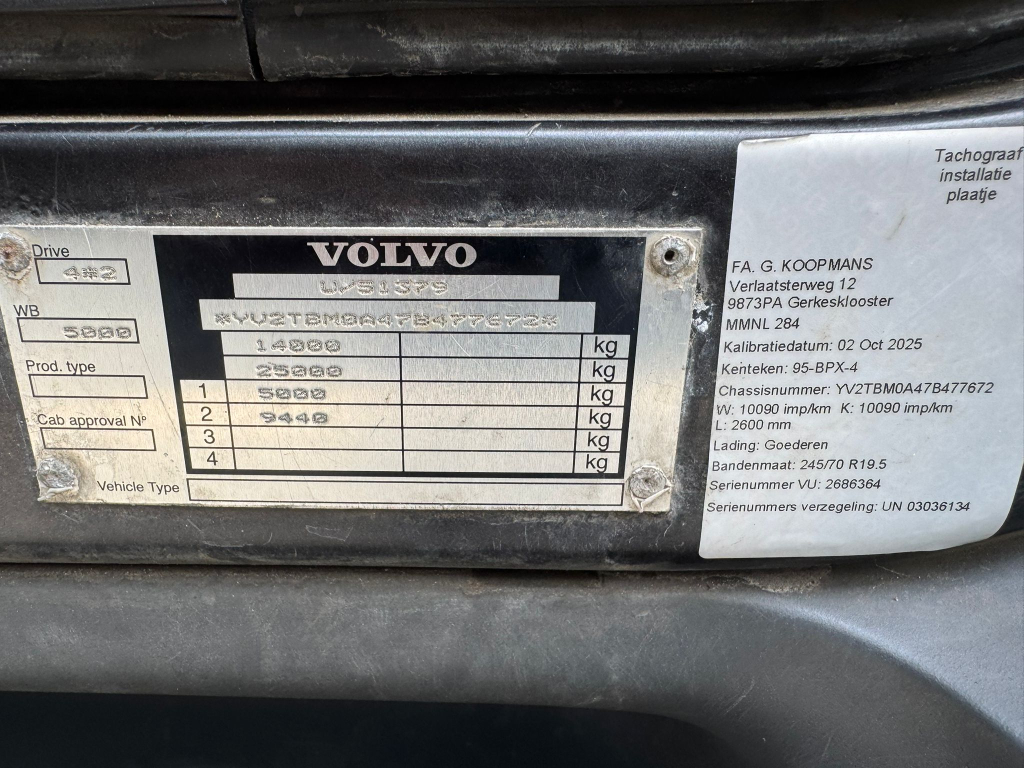 Drive
4*2
WB
5000
Prod. type
Cab approval Nº
VOLVO
U/51379
*YV2TBM0A47B477672*
14000 kg
25000 kg
1 5000 kg
2 9440 kg
3 kg
4 kg
Vehicle Type
Tachograaf
installatie
plaatje
FA. G. KOOPMANS
Verlaatsterweg 12
9873PA Gerkesklooster
MMNL 284
Kalibratiedatum: 02 Oct 2025
Kenteken: 95-BPX-4
Chassisnummer: YV2TBM0A47B477672
W: 10090 imp/km K: 10090 imp/km
L: 2600 mm
Lading: Goederen
Bandenmaat: 245/70 R19.5
Serienummer VU: 2686364
Serienummers verzegeling: UN 03036134